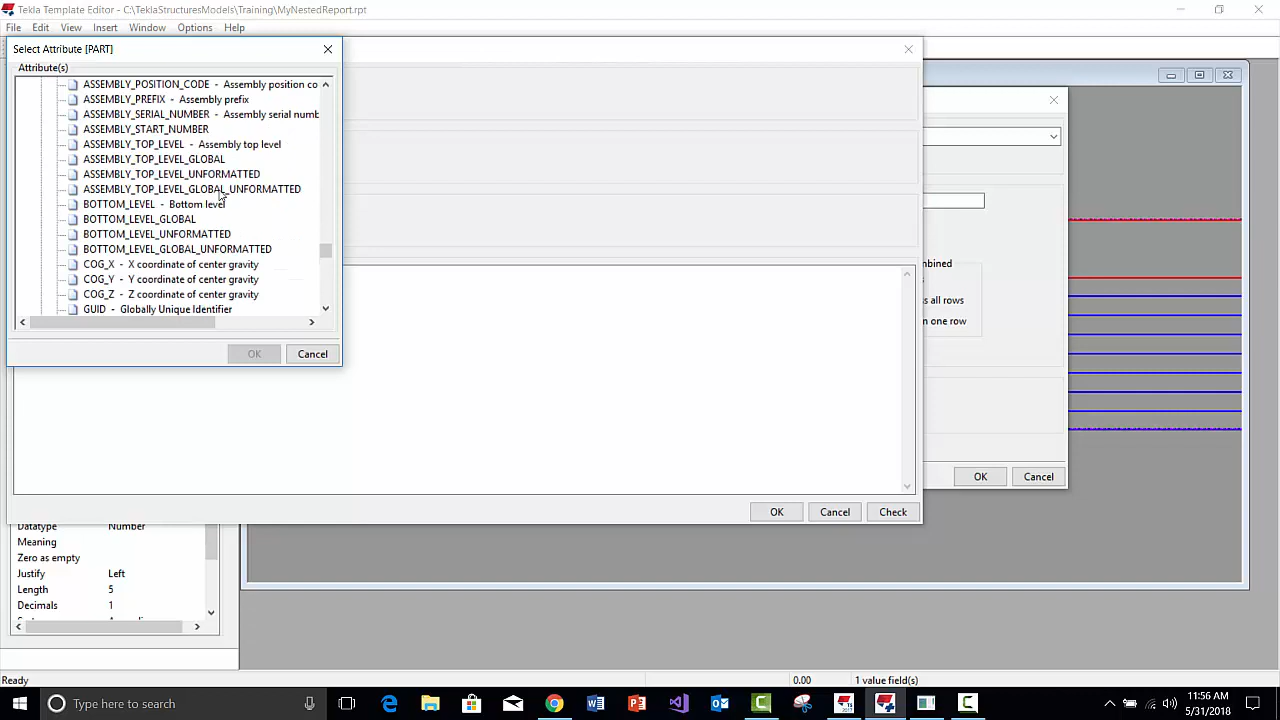 Tekla Template Editor - C:\TeklaStructuresModels\Training\MyNestedReport.rpt
File Edit View Insert Window Options Help
Select Attribute [PART]
Attribute(s)
ASSEMBLY_POSITION_CODE - Assembly position co
ASSEMBLY_PREFIX - Assembly prefix
ASSEMBLY_SERIAL_NUMBER - Assembly serial numb
ASSEMBLY_START_NUMBER
ASSEMBLY_TOP_LEVEL - Assembly top level
ASSEMBLY_TOP_LEVEL_GLOBAL
ASSEMBLY_TOP_LEVEL_UNFORMATTED
ASSEMBLY_TOP_LEVEL_GLOBAL_UNFORMATTED
BOTTOM_LEVEL - Bottom level
BOTTOM_LEVEL_GLOBAL
BOTTOM_LEVEL_UNFORMATTED
BOTTOM_LEVEL_GLOBAL_UNFORMATTED
COG_X - X coordinate of center gravity
COG_Y - Y coordinate of center gravity
COG_Z - Z coordinate of center gravity
GUID - Globally Unique Identifier
OK Cancel
mbined
s all rows
n one row
OK Cancel
OK Cancel Check
Datatype Number
Meaning
Zero as empty
Justify Left
Length 5
Decimals 1
Ready 0.00 1 value field(s)
Type here to search
11:56 AM
5/31/2018